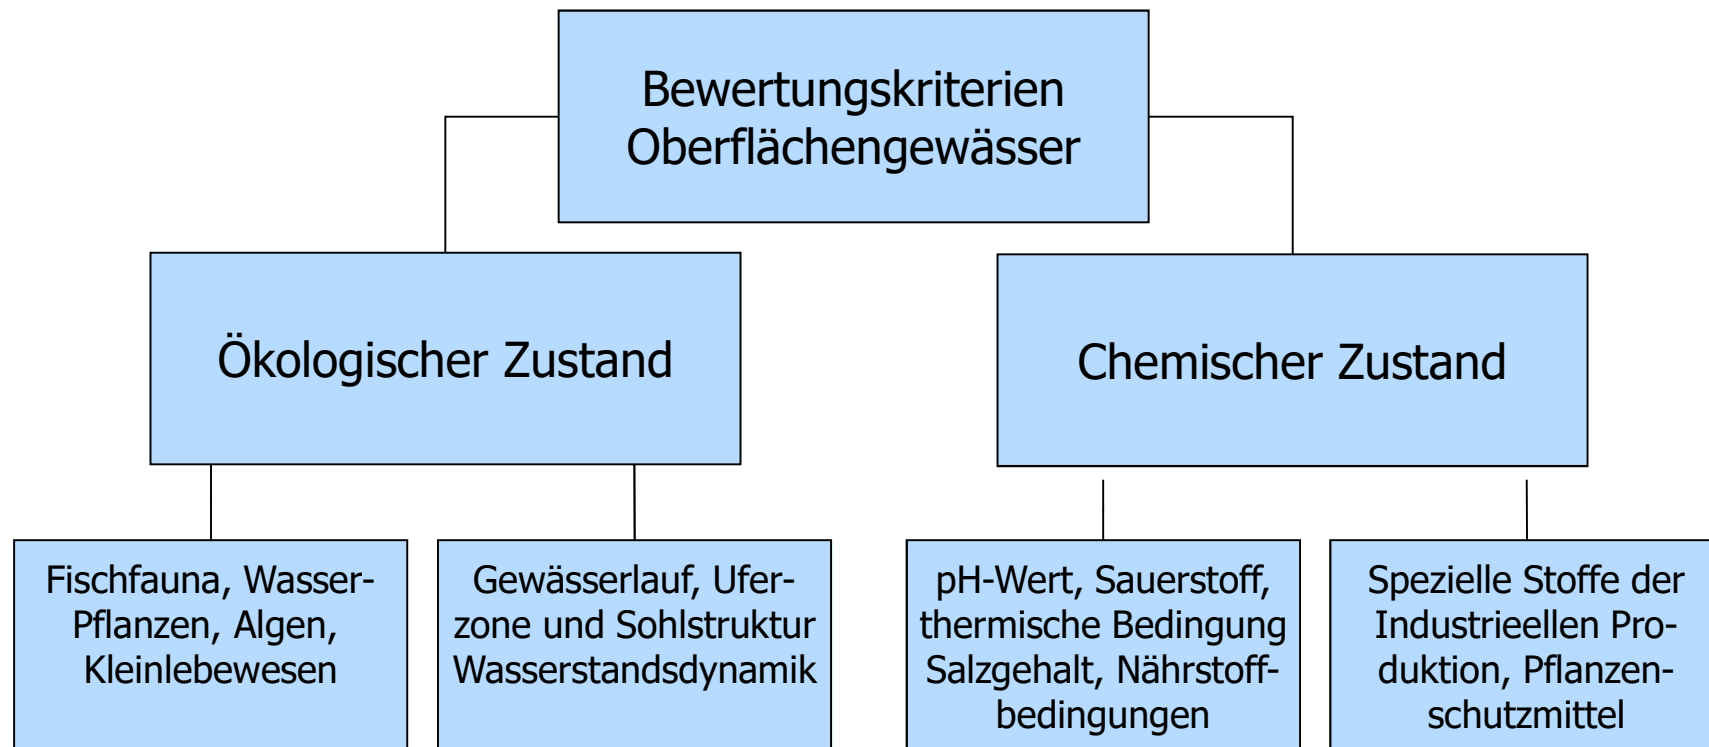 Bewertungskriterien
Oberflächengewässer
Ökologischer Zustand
Chemischer Zustand
Fischfauna, Wasser-
Pflanzen, Algen,
Kleinlebewesen
Gewässerlauf, Ufer-
zone und Sohlstruktur
Wasserstandsdynamik
pH-Wert, Sauerstoff,
thermische Bedingung
Salzgehalt, Nährstoff-
bedingungen
Spezielle Stoffe der
Industrieellen Pro-
duktion, Pflanzen-
schutzmittel